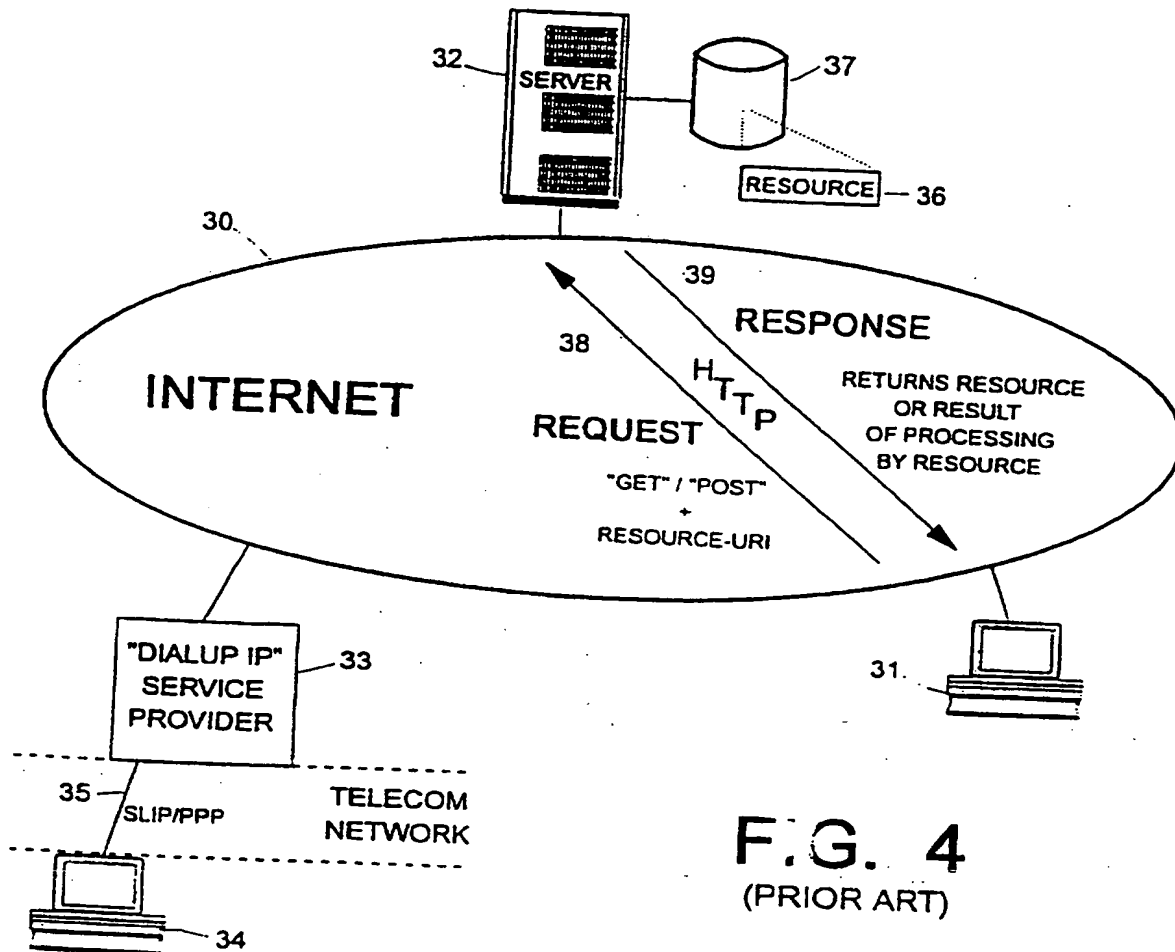 32
SERVER
37
RESOURCE
36
30
39
RESPONSE
38
HTTP
INTERNET
REQUEST
RETURNS RESOURCE
OR RESULT
OF PROCESSING
BY RESOURCE
"GET" / "POST"
+
RESOURCE-URI
"DIALUP IP"
SERVICE
PROVIDER
33
31
35
SLIP/PPP
TELECOM
NETWORK
34
F.G. 4
(PRIOR ART)